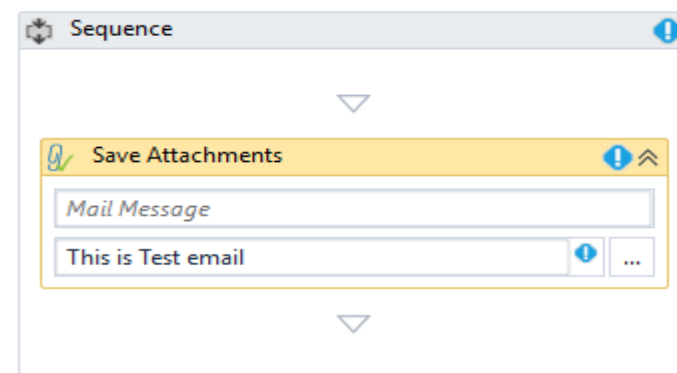 Sequence
Save Attachments
Mail Message
This is Test email
...